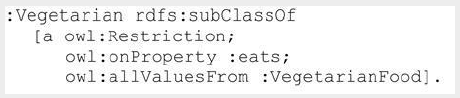 :Vegetarian rdfs:subClassOf
[a owl:Restriction;
owl:onProperty :eats;
owl:allValuesFrom :VegetarianFood].